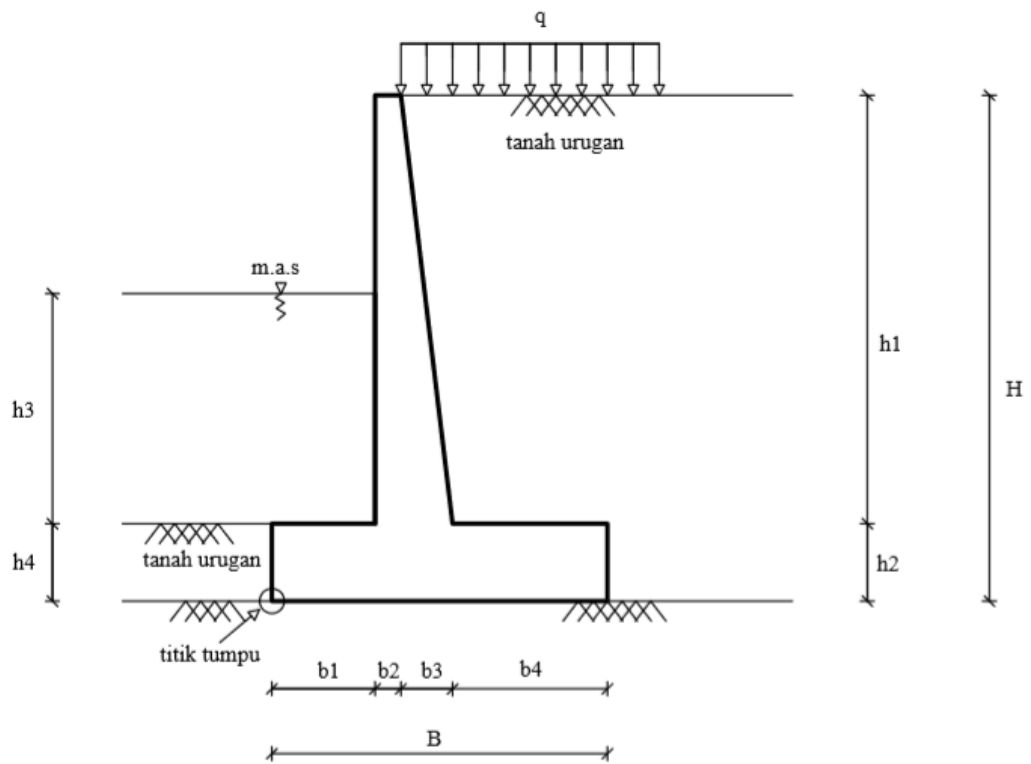 q
tanah urugan
m.a.s
h1
H
h3
tanah urugan
h4
h2
titik tumpu
b1
b2
b3
b4
B